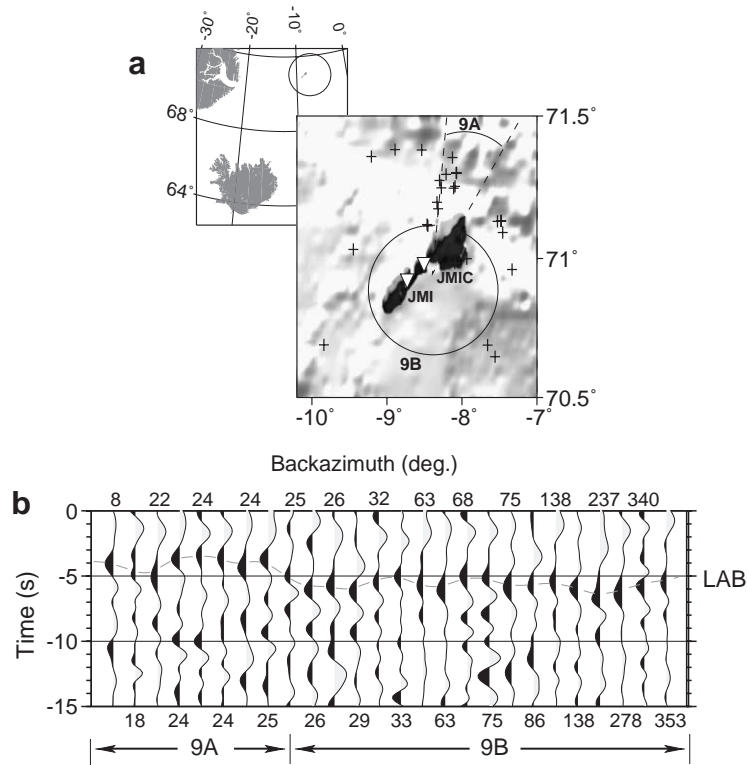 -30° -20° -10° 0°
a
68°
64°
71.5°
9A
71°
JMIC
JMI
9B
70.5°
-10° -9° -8° -7°
Backazimuth (deg.)
b
8 22 24 24 25 26 32 63 68 75 138 237 340
0
-5
-10
-15
Time (s)
LAB
18 24 24 25 26 29 33 63 75 86 138 278 353
9A 9B